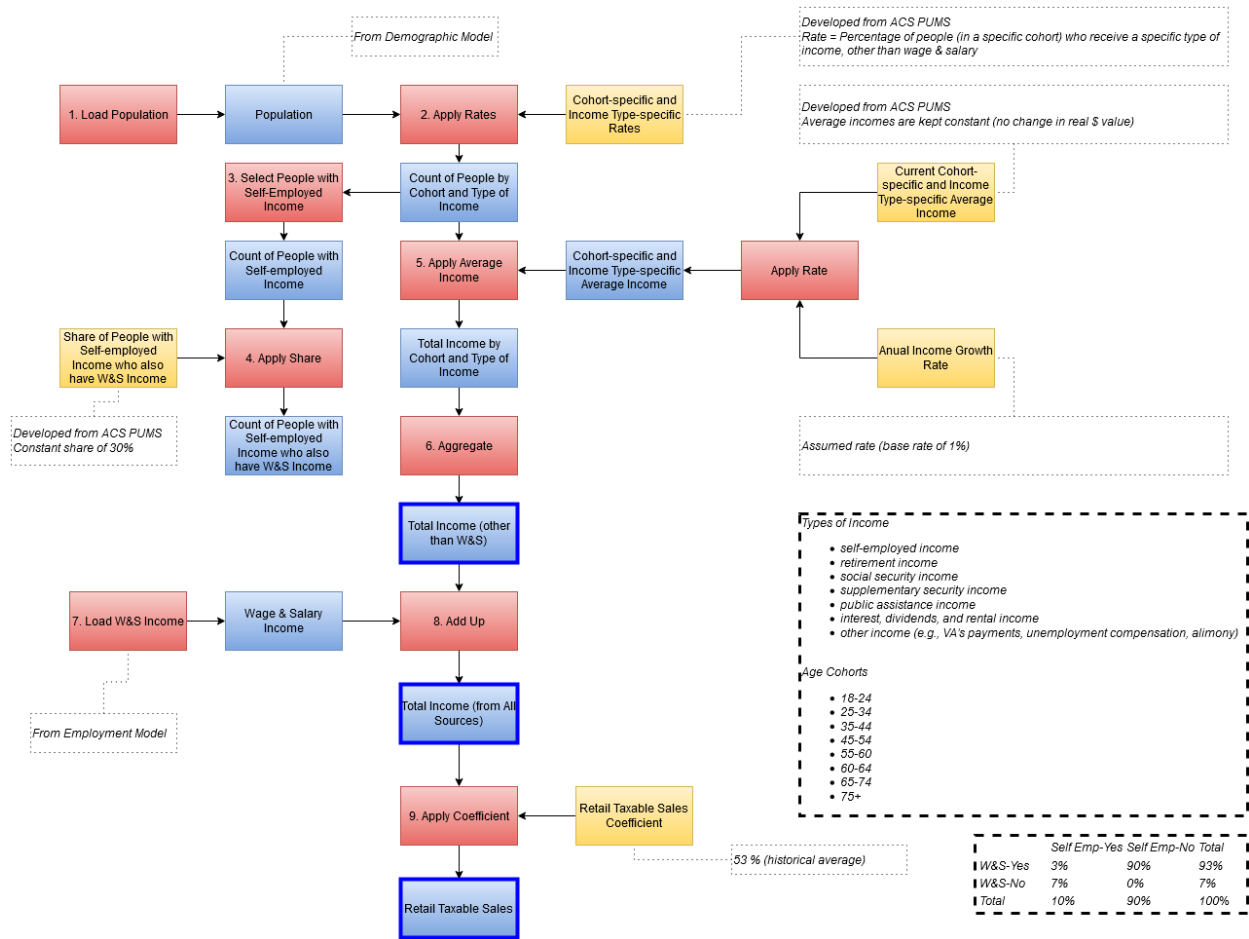 From Demographic Model
Developed from ACS PUMS
Rate = Percentage of people (in a specific cohort) who receive a specific type of
income, other than wage & salary
1. Load Population
Population
2. Apply Rates
Cohort-specific and
Income Type-specific
Rates
Developed from ACS PUMS
Average incomes are kept constant (no change in real $ value)
3. Select People with
Self-Employed
Income
Count of People by
Cohort and Type of
Income
Current Cohort-
specific and Income
Type-specific Average
Income
Count of People with
Self-employed
Income
5. Apply Average
Income
Cohort-specific and
Income Type-specific
Average Income
Apply Rate
Share of People with
Self-employed
Income who also
have W&S Income
4. Apply Share
Total Income by
Cohort and Type of
Income
Anual Income Growth
Rate
Developed from ACS PUMS
Constant share of 30%
Count of People with
Self-employed
Income who also
have W&S Income
6. Aggregate
Assumed rate (base rate of 1%)
Total Income (other
than W&S)
Types of Income
• self-employed income
• retirement income
• social security income
• supplementary security income
• public assistance income
• interest, dividends, and rental income
• other income (e.g., VA's payments, unemployment compensation, alimony)
Age Cohorts
• 18-24
• 25-34
• 35-44
• 45-54
• 55-60
• 60-64
• 65-74
• 75+
7. Load W&S Income
Wage & Salary
Income
8. Add Up
From Employment Model
Total Income (from All
Sources)
9. Apply Coefficient
Retail Taxable Sales
Coefficient
53 % (historical average)
Retail Taxable Sales
Self Emp-Yes Self Emp-No Total
W&S-Yes 3% 90% 93%
W&S-No 7% 0% 7%
Total 10% 90% 100%